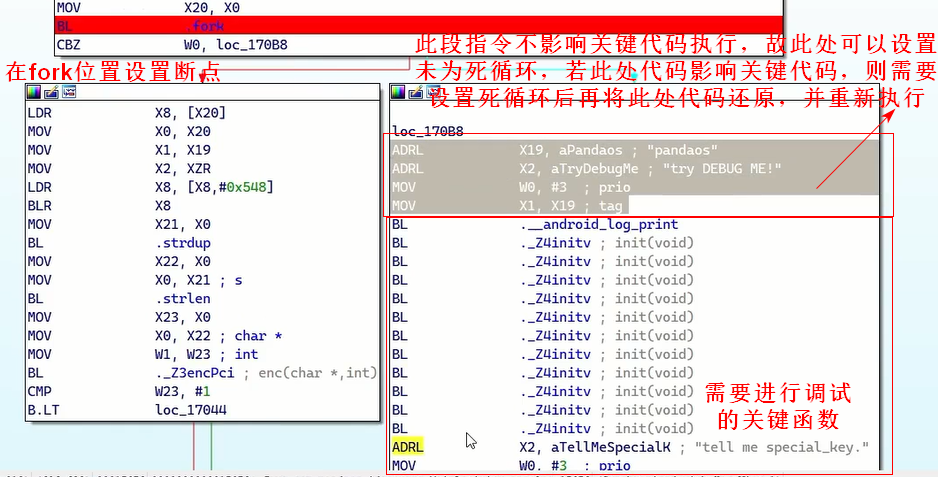 MOV X20, X0
BL .fork
CBZ W0, loc_170B8
此段指令不影响关键代码执行，故此处可以设置
未为死循环，若此处代码影响关键代码，则需要
设置死循环后再将此处代码还原，并重新执行
在fork位置设置断点
LDR X8, [X20]
MOV X0, X20
MOV X1, X19
MOV X2, XZR
LDR X8, [X8,#0x548]
BLR X8
MOV X21, X0
BL .strdup
MOV X22, X0
MOV X0, X21 ; s
BL .strlen
MOV X23, X0
MOV X0, X22 ; char *
MOV W1, W23 ; int
BL ._Z3encPci ; enc(char *,int)
CMP W23, #1
B.LT loc_17044
loc_170B8
ADRL X19, aPandaos ; "pandaos"
ADRL X2, aTryDebugMe ; "try DEBUG ME!"
MOV W0, #3 ; prio
MOV X1, X19 ; tag
BL .__android_log_print
BL ._Z4initv ; init(void)
BL ._Z4initv ; init(void)
BL ._Z4initv ; init(void)
BL ._Z4initv ; init(void)
BL ._Z4initv ; init(void)
BL ._Z4initv ; init(void)
BL ._Z4initv ; init(void)
BL ._Z4initv ; init(void)
BL ._Z4initv ; init(void)
BL ._Z4initv ; init(void)
BL ._Z4initv ; init(void)
ADRL X2, aTellMeSpecialK ; "tell me special_key."
MOV W0, #3 ; prio
需要进行调试
的关键函数